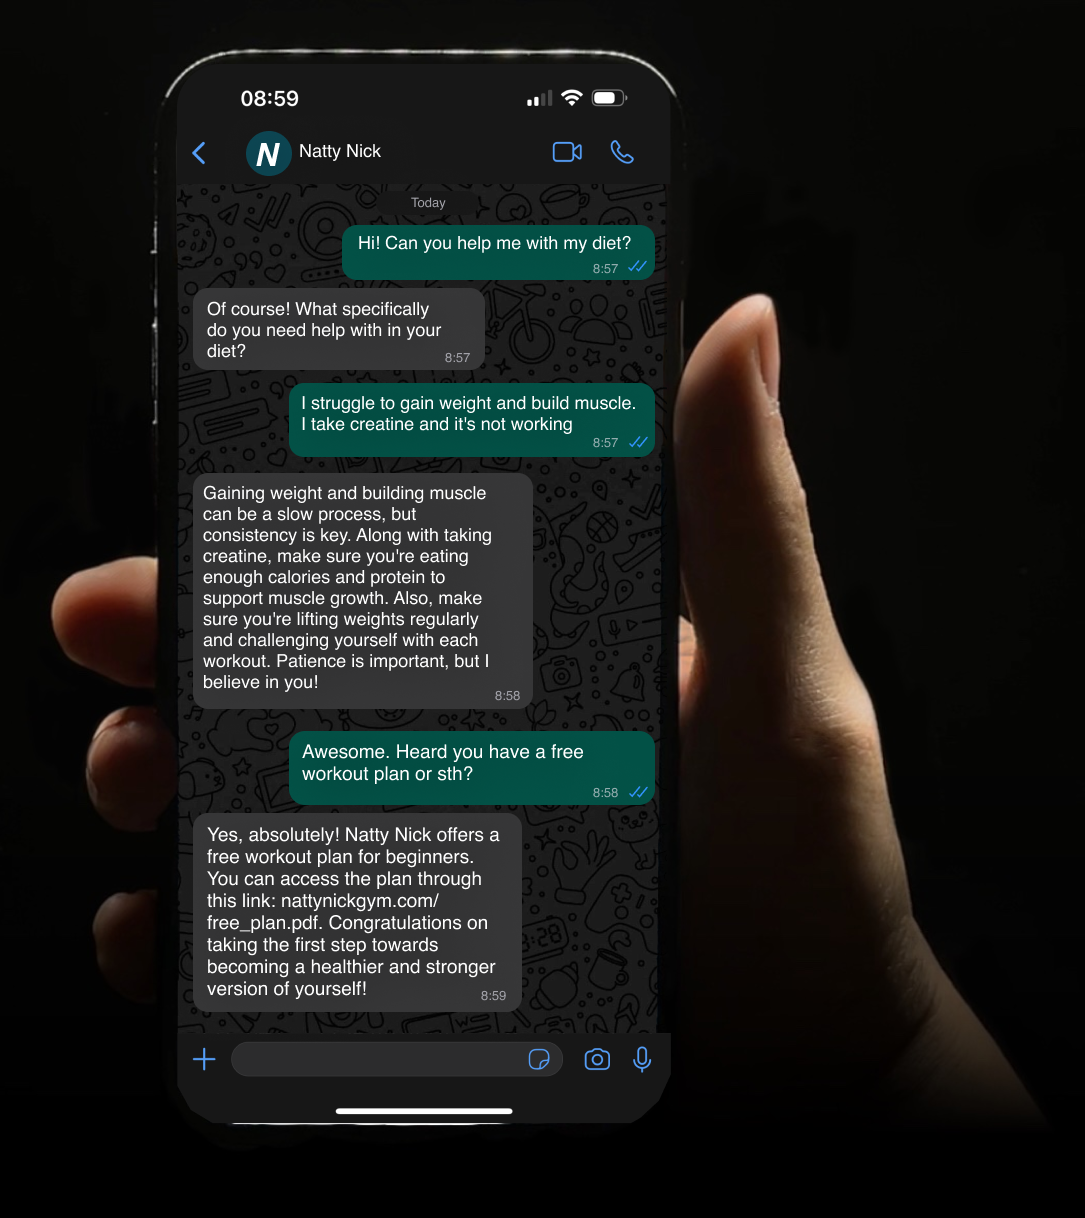 08:59
N Natty Nick
Today
Hi! Can you help me with my diet?
8:57
Of course! What specifically
do you need help with in your
diet?
8:57
I struggle to gain weight and build muscle.
I take creatine and it's not working
8:57
Gaining weight and building muscle
can be a slow process, but
consistency is key. Along with taking
creatine, make sure you're eating
enough calories and protein to
support muscle growth. Also, make
sure you're lifting weights regularly
and challenging yourself with each
workout. Patience is important, but I
believe in you!
8:58
Awesome. Heard you have a free
workout plan or sth?
8:58
Yes, absolutely! Natty Nick offers a
free workout plan for beginners.
You can access the plan through
this link: nattynickgym.com/
free_plan.pdf. Congratulations on
taking the first step towards
becoming a healthier and stronger
version of yourself!
8:59